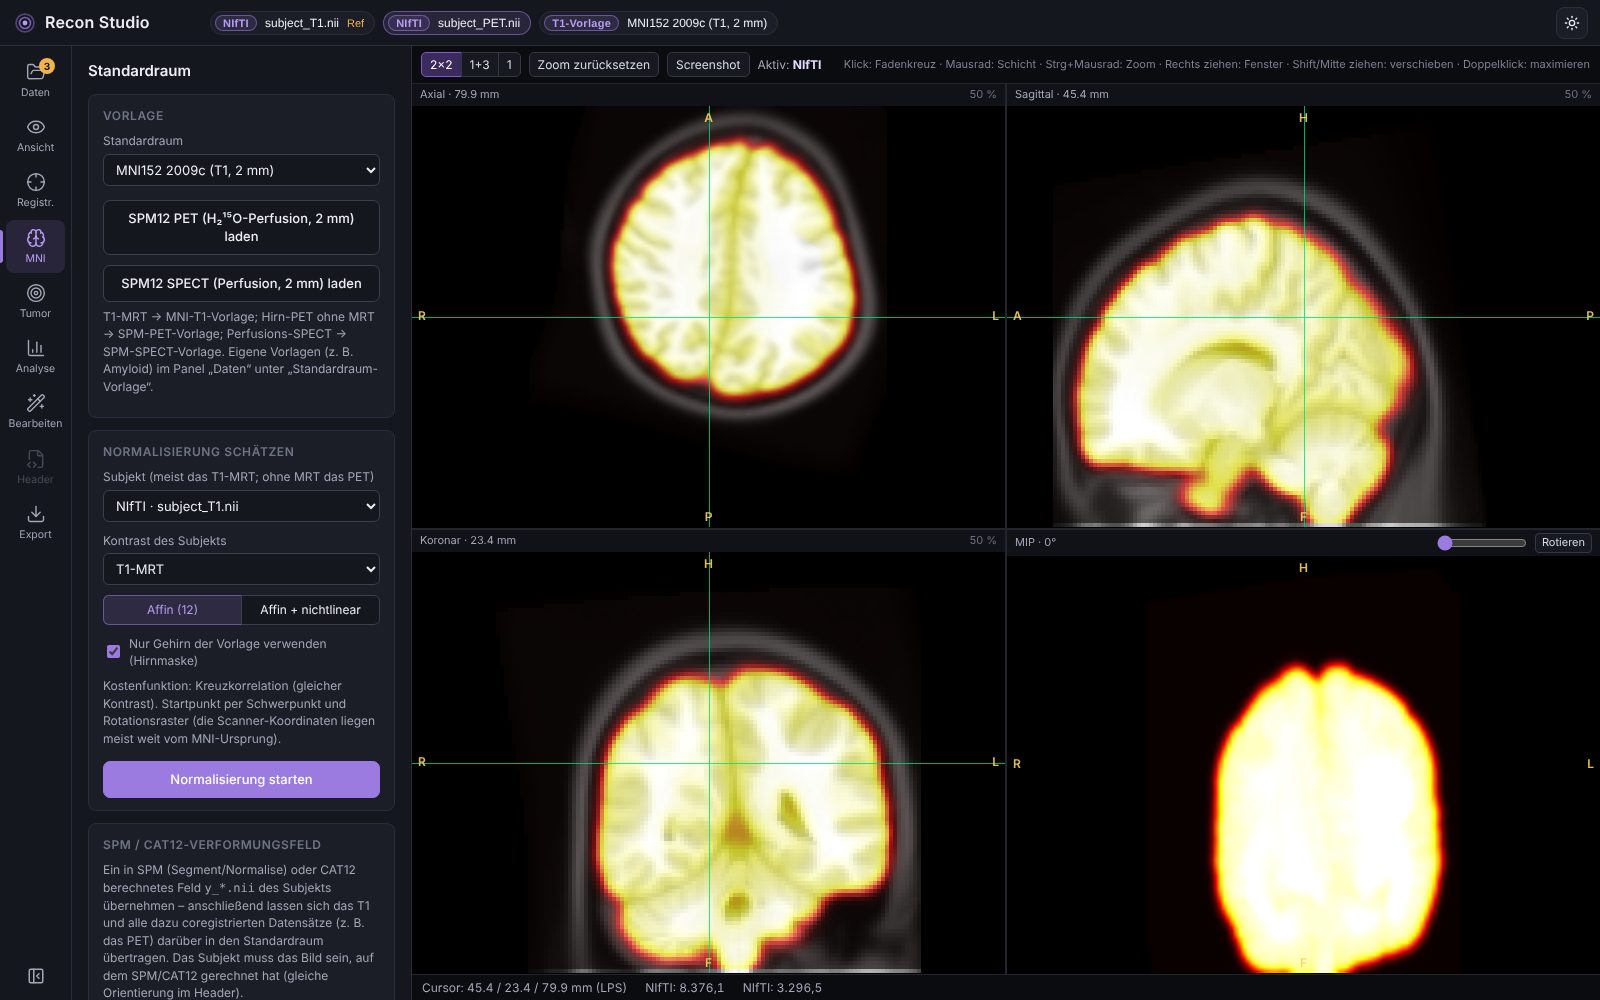 Recon Studio
NIfTI subject_T1.nii Ref
NIfTI subject_PET.nii
T1-Vorlage MNI152 2009c (T1, 2 mm)
3
Daten
Ansicht
Registr.
MNI
Tumor
Analyse
Bearbeiten
Header
Export
Standardraum
VORLAGE
Standardraum
MNI152 2009c (T1, 2 mm)
SPM12 PET (H₂¹⁵O-Perfusion, 2 mm)
laden
SPM12 SPECT (Perfusion, 2 mm) laden
T1-MRT → MNI-T1-Vorlage; Hirn-PET ohne MRT
→ SPM-PET-Vorlage; Perfusions-SPECT →
SPM-SPECT-Vorlage. Eigene Vorlagen (z. B.
Amyloid) im Panel „Daten“ unter „Standardraum-
Vorlage“.
NORMALISIERUNG SCHÄTZEN
Subjekt (meist das T1-MRT; ohne MRT das PET)
NIfTI · subject_T1.nii
Kontrast des Subjekts
T1-MRT
Affin (12)
Affin + nichtlinear
Nur Gehirn der Vorlage verwenden
(Hirnmaske)
Kostenfunktion: Kreuzkorrelation (gleicher
Kontrast). Startpunkt per Schwerpunkt und
Rotationsraster (die Scanner-Koordinaten liegen
meist weit vom MNI-Ursprung).
Normalisierung starten
SPM / CAT12-VERFORMUNGSFELD
Ein in SPM (Segment/Normalise) oder CAT12
berechnetes Feld y_*.nii des Subjekts
übernehmen – anschließend lassen sich das T1
und alle dazu coregistrierten Datensätze (z. B.
das PET) darüber in den Standardraum
übertragen. Das Subjekt muss das Bild sein, auf
dem SPM/CAT12 gerechnet hat (gleiche
Orientierung im Header).
2×2
1+3
1
Zoom zurücksetzen
Screenshot
Aktiv: NIfTI
Klick: Fadenkreuz · Mausrad: Schicht · Strg+Mausrad: Zoom · Rechts ziehen: Fenster · Shift/Mitte ziehen: verschieben · Doppelklick: maximieren
Axial · 79.9 mm
50 %
A
R
L
P
Sagittal · 45.4 mm
50 %
H
A
P
F
Koronar · 23.4 mm
50 %
H
R
L
F
MIP · 0°
Rotieren
H
R
L
F
Cursor: 45.4 / 23.4 / 79.9 mm (LPS)
NIfTI: 8.376,1
NIfTI: 3.296,5